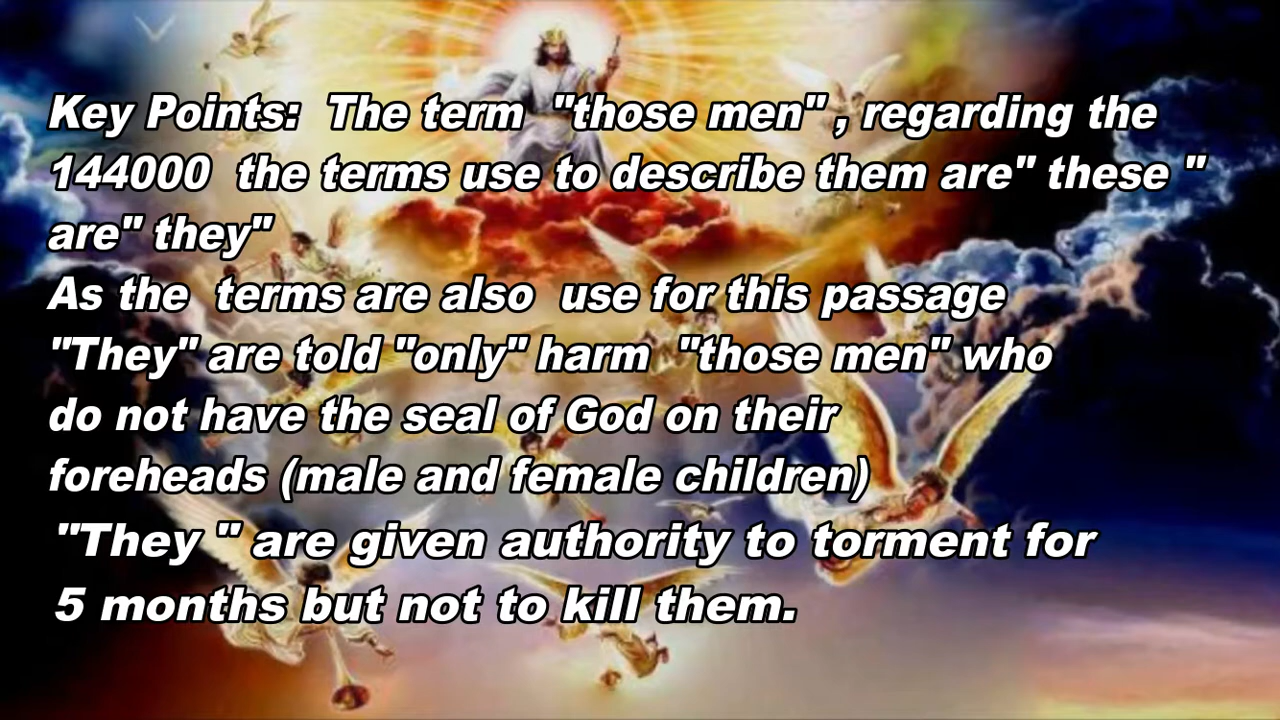 Key Points:  The term  "those men" , regarding the
144000  the terms use to describe them are" these "
are" they"
As the  terms are also  use for this passage
"They" are told "only" harm  "those men" who
do not have the seal of God on their
foreheads (male and female children)
"They " are given authority to torment for
5 months but not to kill them.